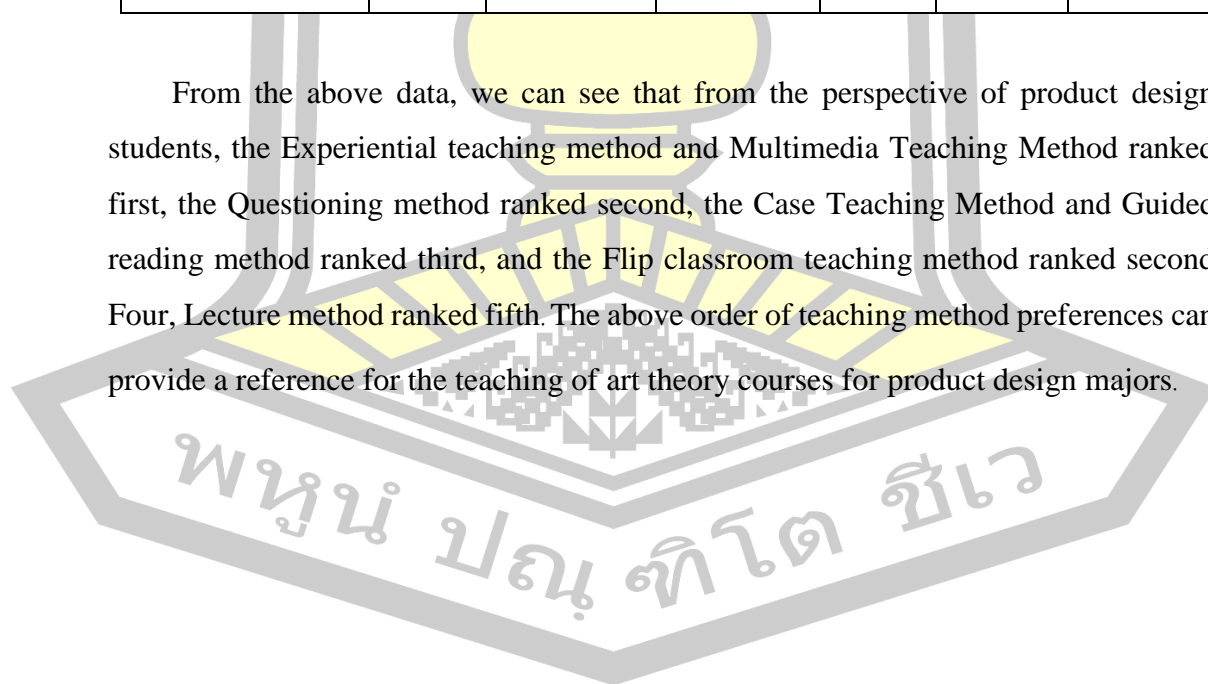 From the above data, we can see that from the perspective of product design
students, the Experiential teaching method and Multimedia Teaching Method ranked
first, the Questioning method ranked second, the Case Teaching Method and Guided
reading method ranked third, and the Flip classroom teaching method ranked second
Four, Lecture method ranked fifth. The above order of teaching method preferences can
provide a reference for the teaching of art theory courses for product design majors.
พหูนํ ปณฺฑิโต ชีเว